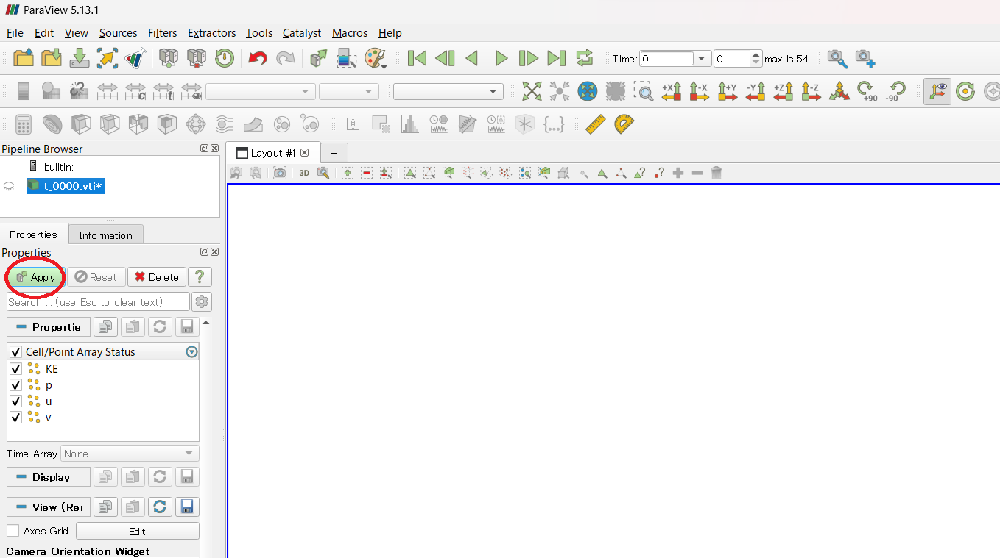 ParaView 5.13.1
File Edit View Sources Filters Extractors Tools Catalyst Macros Help
Time: 0 0 max is 54
+X -X +Y -Y +Z -Z +90 -90
Pipeline Browser
builtin:
t_0000.vti*
Layout #1 +
3D
Properties Information
Properties
Apply Reset Delete ?
Search ... (use Esc to clear text)
Propertie
Cell/Point Array Status
KE
p
u
v
Time Array None
Display
View (Rei
Axes Grid Edit
Camera Orientation Widget